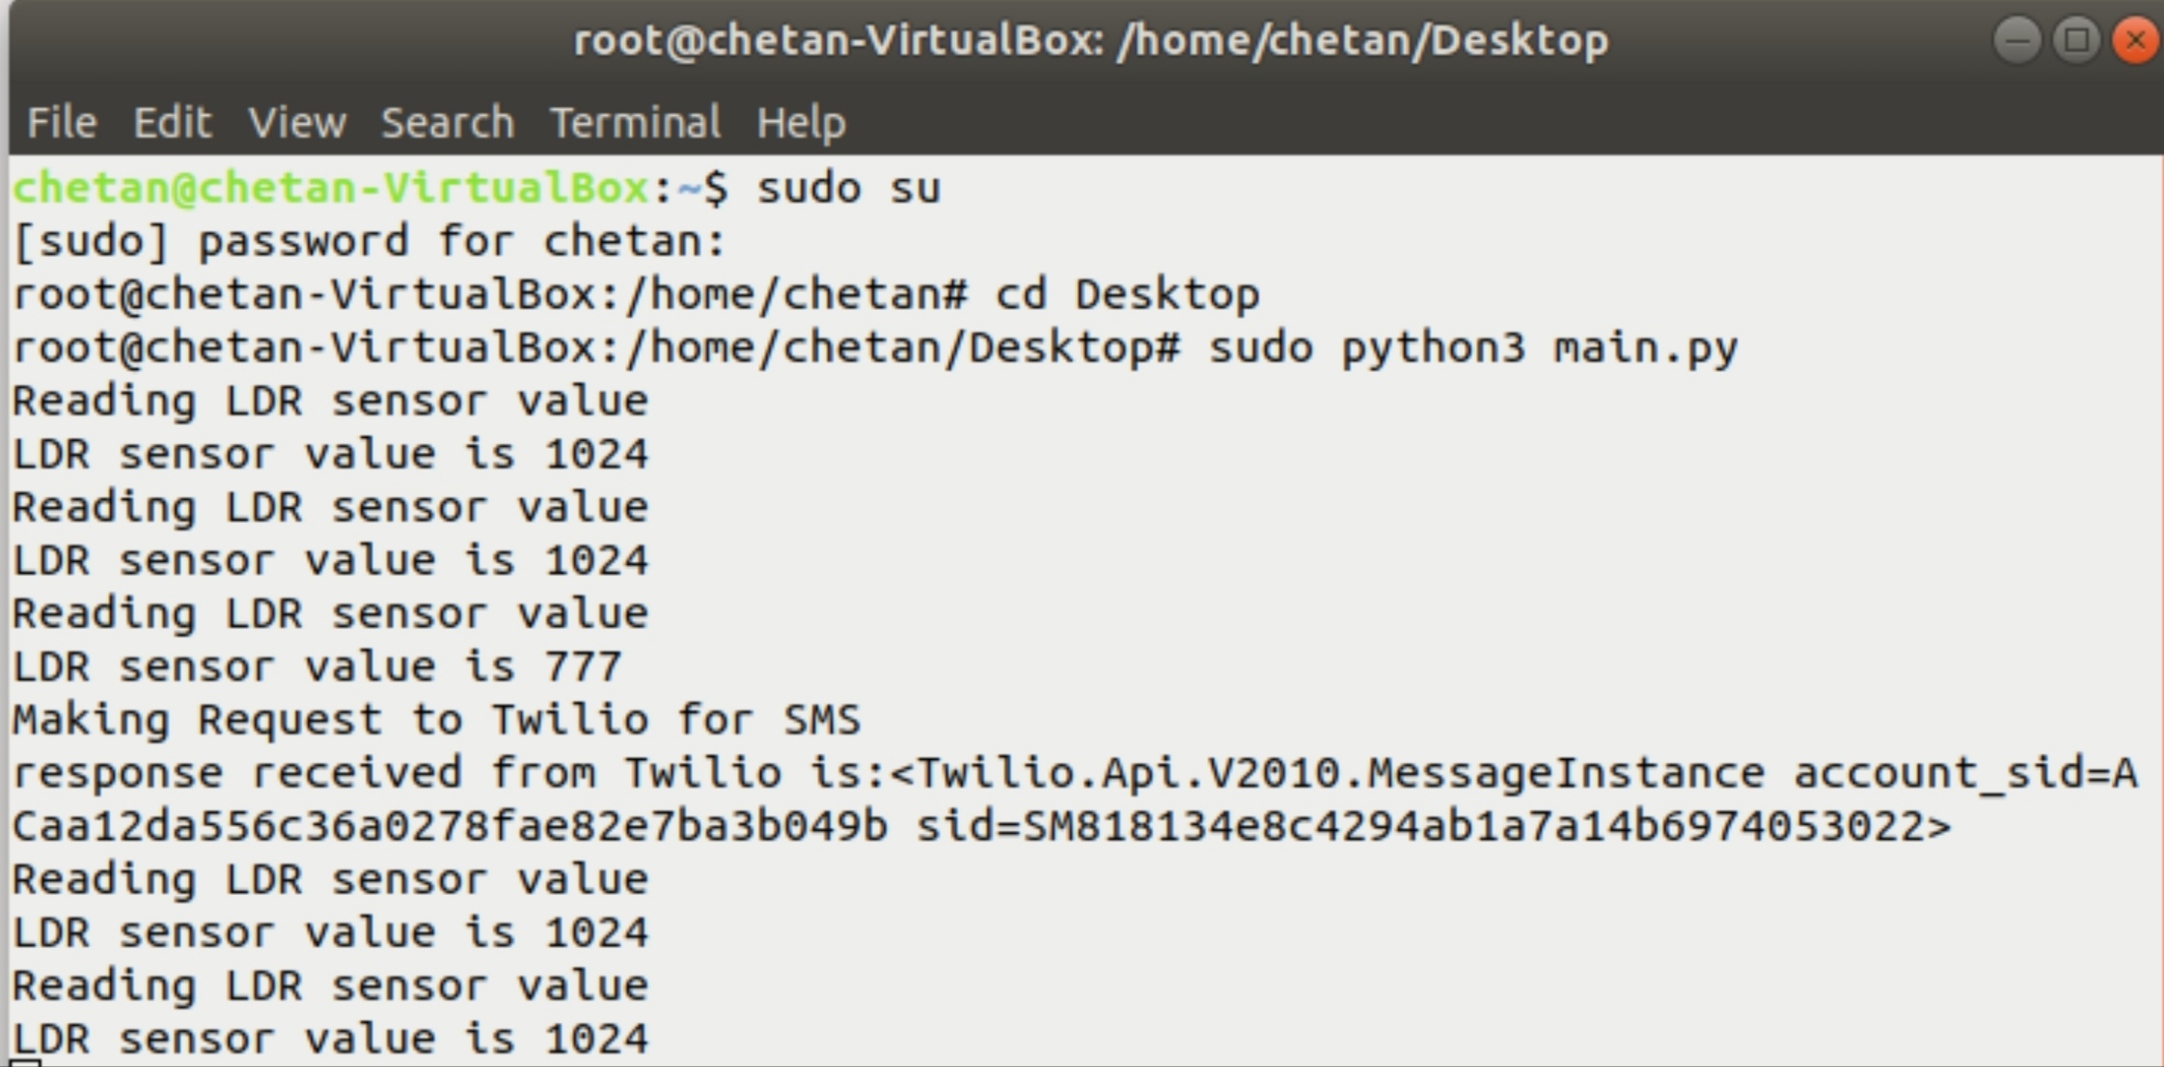 root@chetan-VirtualBox: /home/chetan/Desktop
File Edit View Search Terminal Help
chetan@chetan-VirtualBox:~$ sudo su
[sudo] password for chetan:
root@chetan-VirtualBox:/home/chetan# cd Desktop
root@chetan-VirtualBox:/home/chetan/Desktop# sudo python3 main.py
Reading LDR sensor value
LDR sensor value is 1024
Reading LDR sensor value
LDR sensor value is 1024
Reading LDR sensor value
LDR sensor value is 777
Making Request to Twilio for SMS
response received from Twilio is:<Twilio.Api.V2010.MessageInstance account_sid=A
Caa12da556c36a0278fae82e7ba3b049b sid=SM818134e8c4294ab1a7a14b6974053022>
Reading LDR sensor value
LDR sensor value is 1024
Reading LDR sensor value
LDR sensor value is 1024